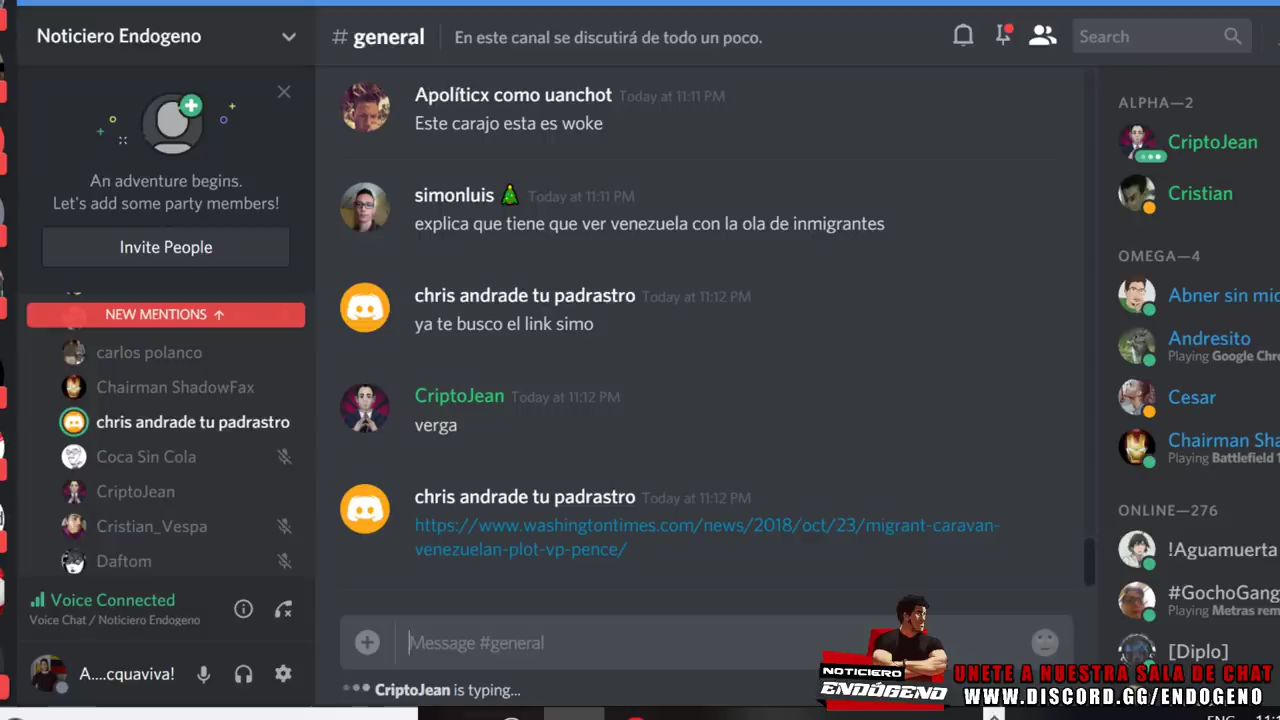 Noticiero Endogeno
# general
En este canal se discutirá de todo un poco.
Search
An adventure begins.
Let's add some party members!
Invite People
NEW MENTIONS ↑
carlos polanco
Chairman ShadowFax
chris andrade tu padrastro
Coca Sin Cola
CriptoJean
Cristian_Vespa
Daftom
Voice Connected
Voice Chat / Noticiero Endogeno
A....cquaviva!
Apolíticx como uanchot Today at 11:11 PM
Este carajo esta es woke
simonluis🎄 Today at 11:11 PM
explica que tiene que ver venezuela con la ola de inmigrantes
chris andrade tu padrastro Today at 11:12 PM
ya te busco el link simo
CriptoJean Today at 11:12 PM
verga
chris andrade tu padrastro Today at 11:12 PM
https://www.washingtontimes.com/news/2018/oct/23/migrant-caravan-
venezuelan-plot-vp-pence/
Message #general
CriptoJean is typing...
ALPHA—2
CriptoJean
Cristian
OMEGA—4
Abner sin mic
Andresito
Playing Google Chro
Cesar
Chairman Sha
Playing Battlefield 1
ONLINE—276
!Aguamuerta
#GochoGang
Playing Metras rem
[Diplo]
NOTICIERO
ENDÓGENO
UNETE A NUESTRA SALA DE CHAT
WWW.DISCORD.GG/ENDOGENO